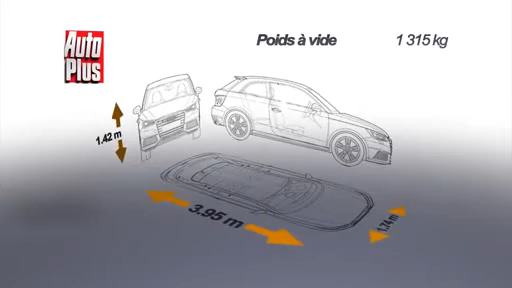 Auto
Plus
Poids à vide 1 315 kg
1.42 m
3.95 m
1.74 m